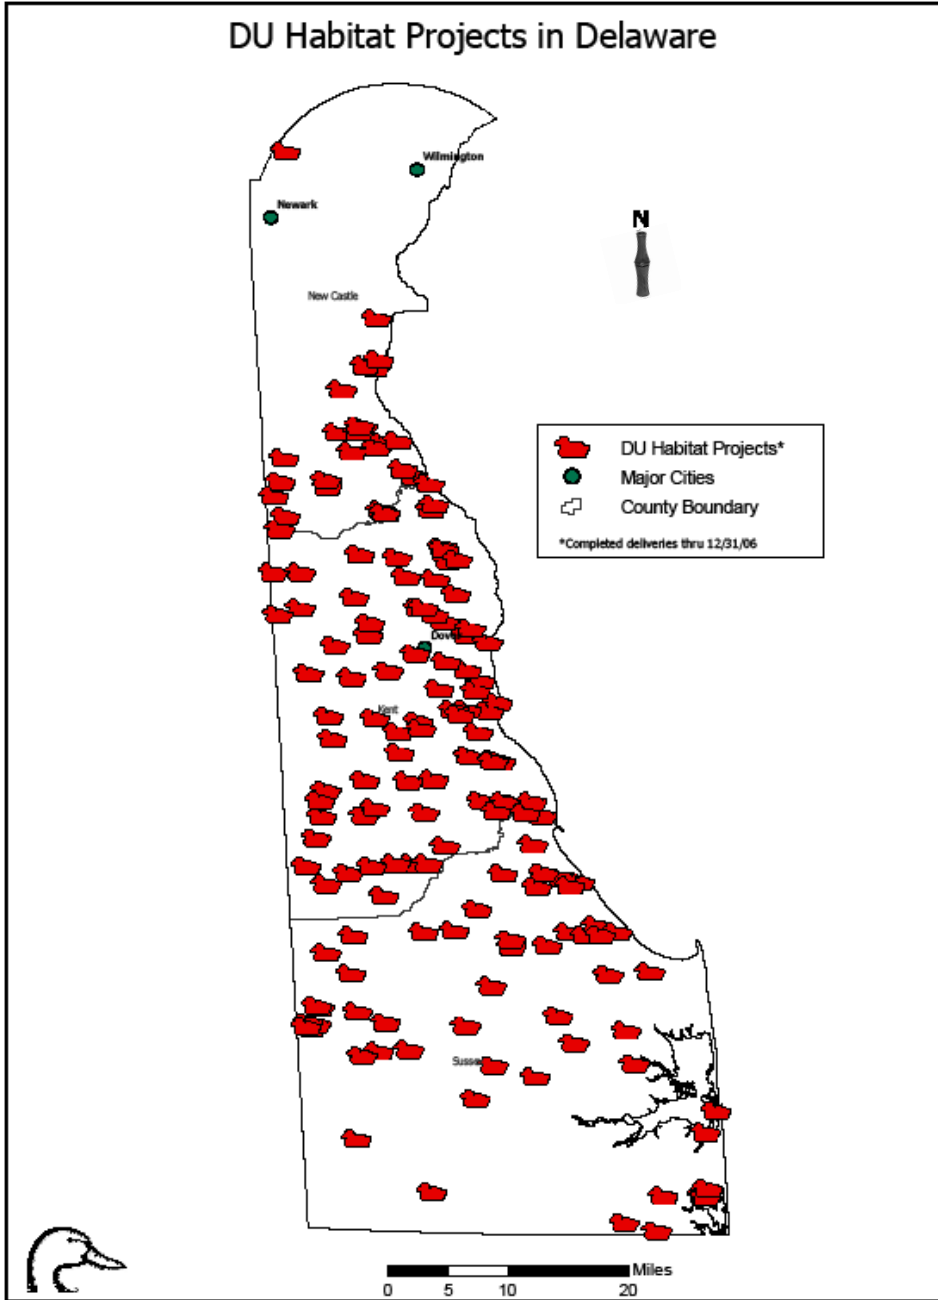 DU Habitat Projects in Delaware
Wilmington
Newark
N
New Castle
DU Habitat Projects*
Major Cities
County Boundary
*Completed deliveries thru 12/31/06
Kent
Miles
0 5 10 20